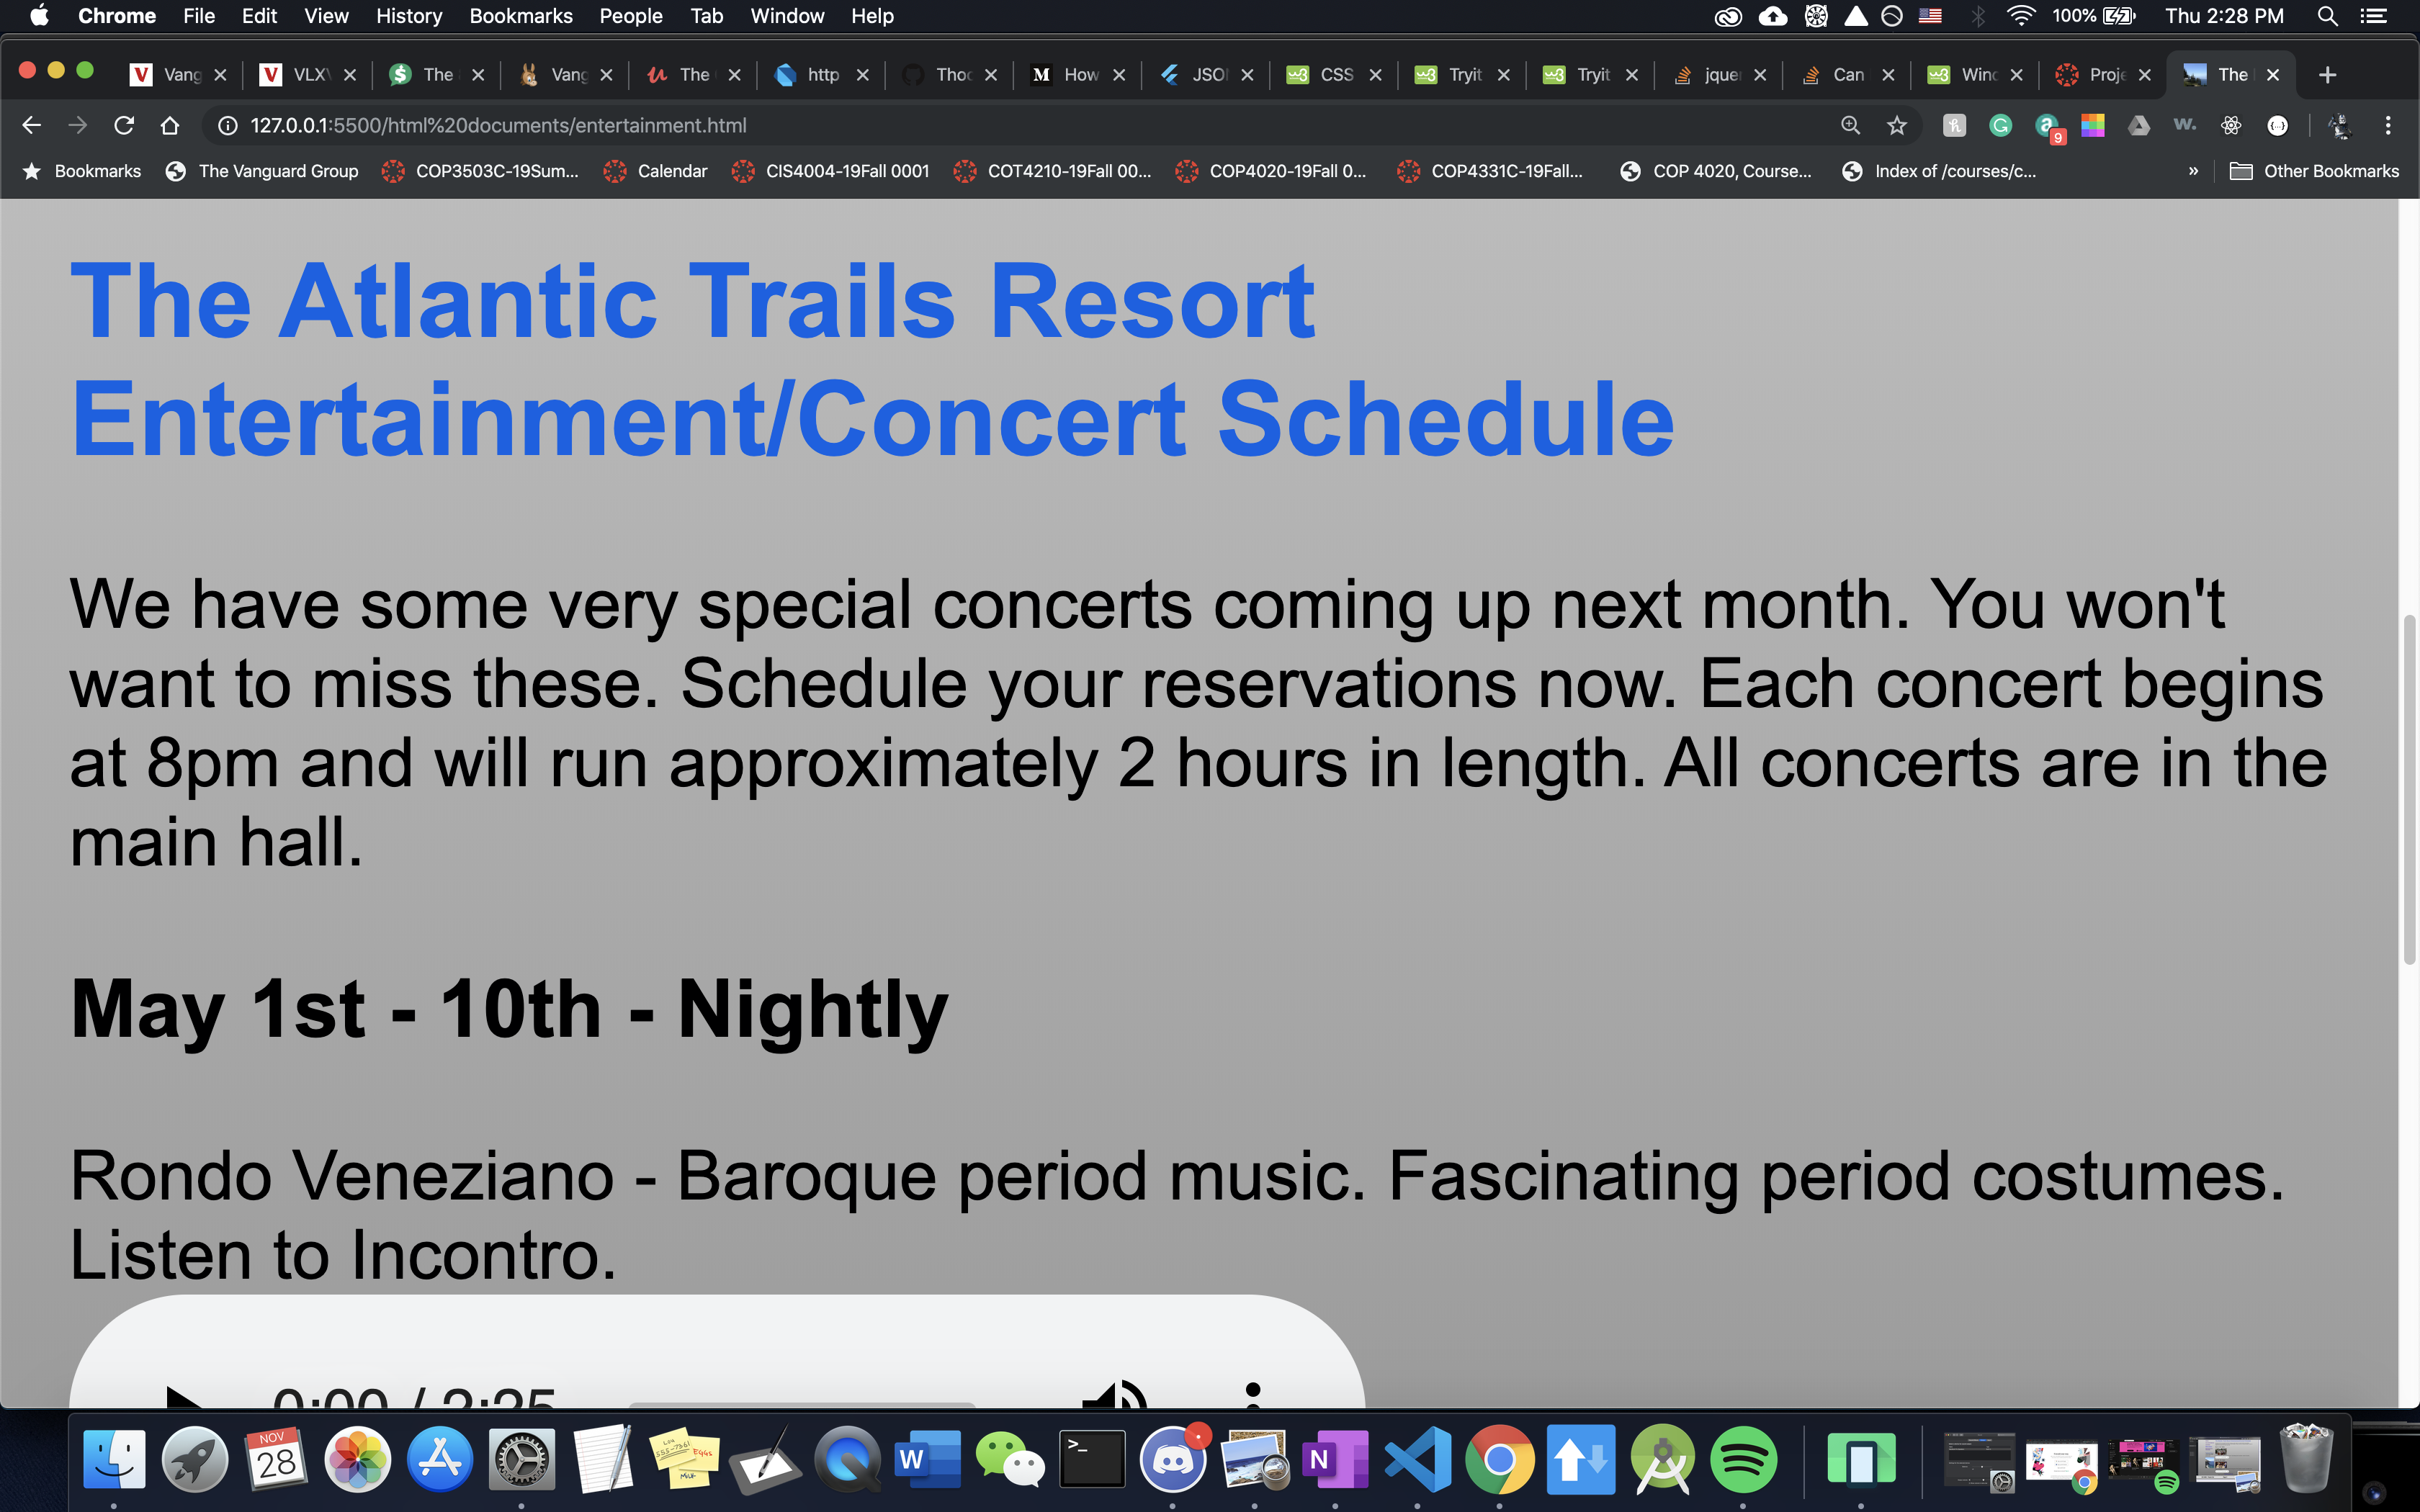 Chrome File Edit View History Bookmarks People Tab Window Help 100% Thu 2:28 PM
Vang VLXV The Vang The http Thoc How JSO CSS Tryit Tryit jquer Can Winc Proje The
127.0.0.1:5500/html%20documents/entertainment.html 9
Bookmarks The Vanguard Group COP3503C-19Sum... Calendar CIS4004-19Fall 0001 COT4210-19Fall 00... COP4020-19Fall 0... COP4331C-19Fall... COP 4020, Course... Index of /courses/c... » Other Bookmarks
The Atlantic Trails Resort
Entertainment/Concert Schedule
We have some very special concerts coming up next month. You won't
want to miss these. Schedule your reservations now. Each concert begins
at 8pm and will run approximately 2 hours in length. All concerts are in the
main hall.
May 1st - 10th - Nightly
Rondo Veneziano - Baroque period music. Fascinating period costumes.
Listen to Incontro.
0:00 /
NOV
28